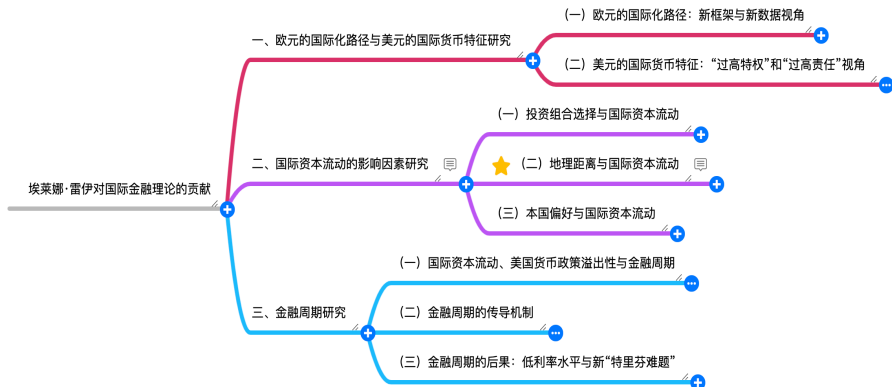 埃莱娜·雷伊对国际金融理论的贡献
一、欧元的国际化路径与美元的国际货币特征研究
（一）欧元的国际化路径：新框架与新数据视角
（二）美元的国际货币特征：“过高特权”和“过高责任”视角
二、国际资本流动的影响因素研究
（一）投资组合选择与国际资本流动
（二）地理距离与国际资本流动
（三）本国偏好与国际资本流动
三、金融周期研究
（一）国际资本流动、美国货币政策溢出性与金融周期
（二）金融周期的传导机制
（三）金融周期的后果：低利率水平与新“特里芬难题”